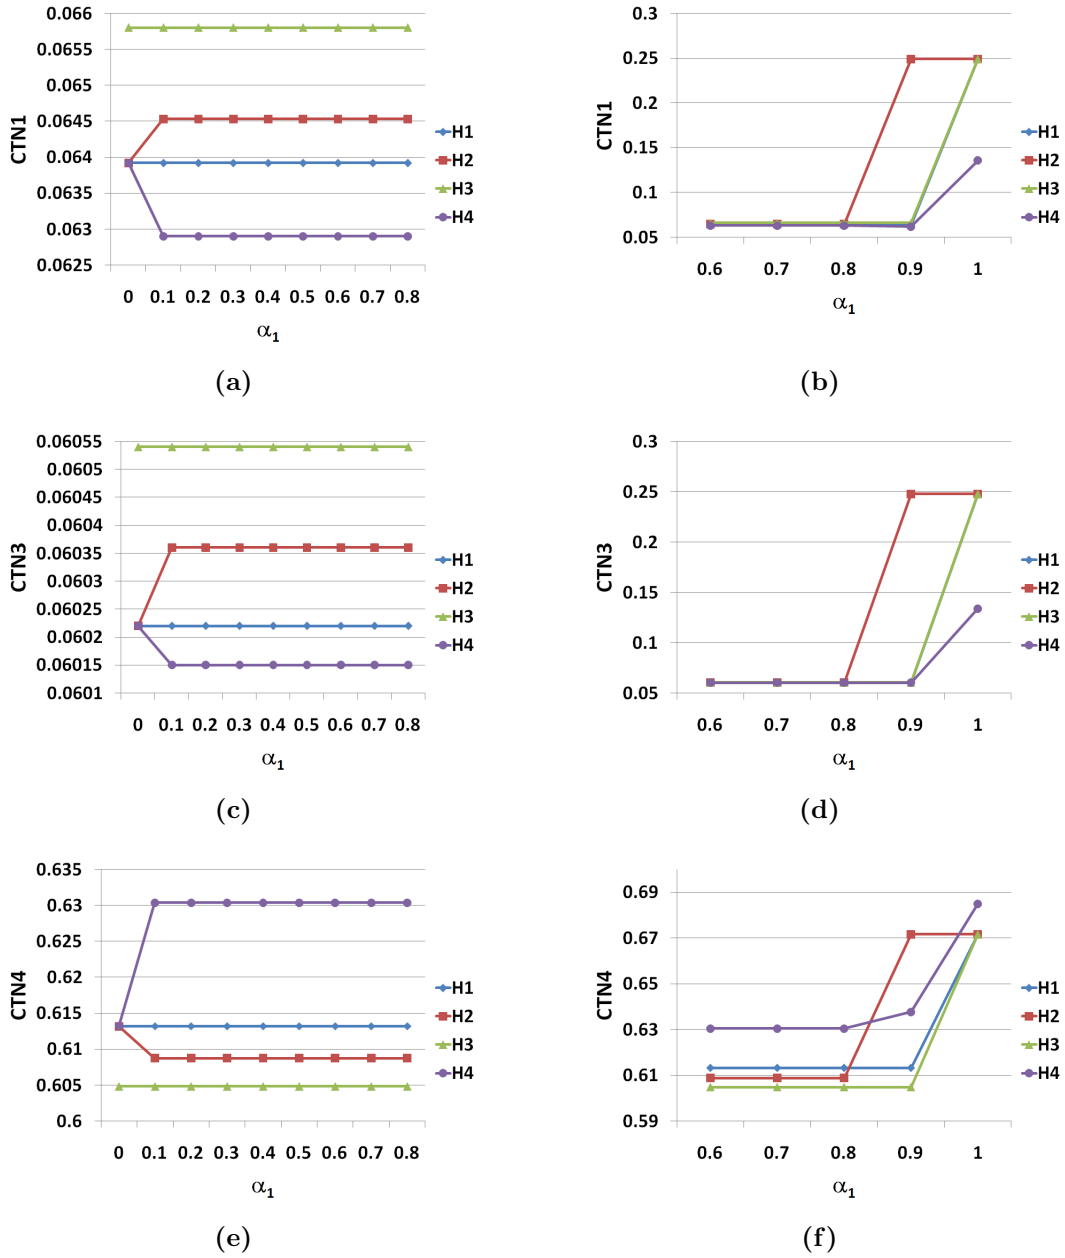 0.066
0.0655
0.065
0.0645
0.064
0.0635
0.063
0.0625
CTN1
0 0.1 0.2 0.3 0.4 0.5 0.6 0.7 0.8
α1
H1
H2
H3
H4
(a)
0.3
0.25
0.2
0.15
0.1
0.05
CTN1
0.6 0.7 0.8 0.9 1
α1
H1
H2
H3
H4
(b)
0.06055
0.0605
0.06045
0.0604
0.06035
0.0603
0.06025
0.0602
0.06015
0.0601
CTN3
0 0.1 0.2 0.3 0.4 0.5 0.6 0.7 0.8
α1
H1
H2
H3
H4
(c)
0.3
0.25
0.2
0.15
0.1
0.05
CTN3
0.6 0.7 0.8 0.9 1
α1
H1
H2
H3
H4
(d)
0.635
0.63
0.625
0.62
0.615
0.61
0.605
0.6
CTN4
0 0.1 0.2 0.3 0.4 0.5 0.6 0.7 0.8
α1
H1
H2
H3
H4
(e)
0.69
0.67
0.65
0.63
0.61
0.59
CTN4
0.6 0.7 0.8 0.9 1
α1
H1
H2
H3
H4
(f)